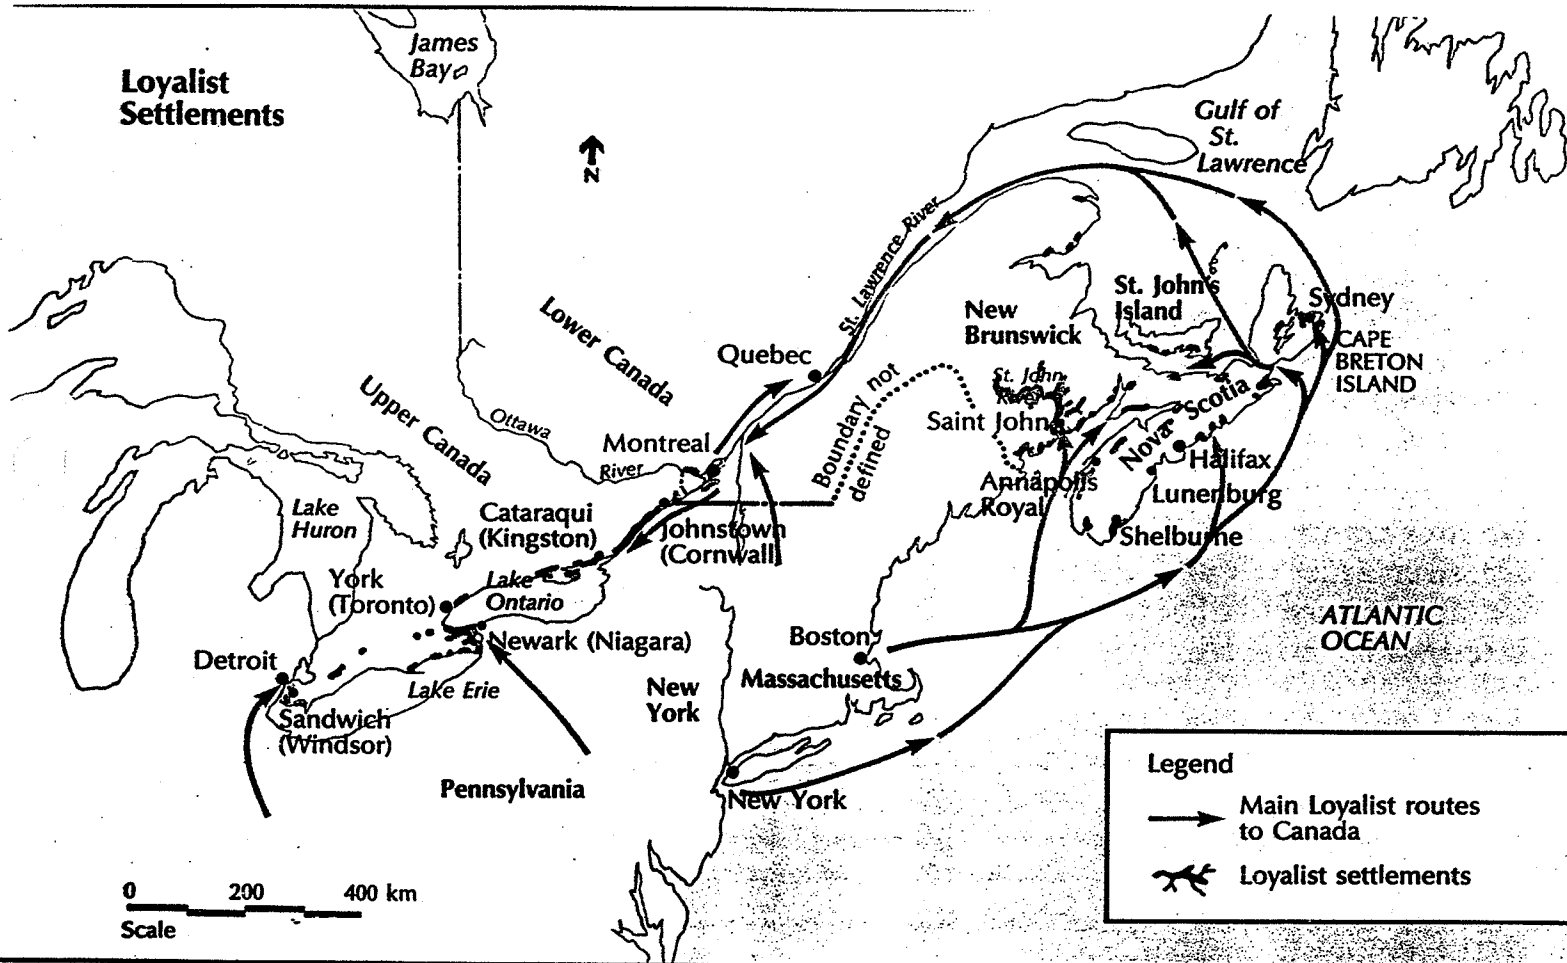 Loyalist
Settlements
James
Bay
N
Gulf of
St.
Lawrence
St. Lawrence River
Lower Canada
Upper Canada
Quebec
Ottawa
River
Montreal
New
Brunswick
St. John's
Island
Sydney
CAPE
BRETON
ISLAND
St. John
River
Saint John
Nova Scotia
Halifax
Annapolis
Royal
Lunenburg
Shelburne
Boundary not
defined
Lake
Huron
Cataraqui
(Kingston)
Johnstown
(Cornwall)
York
(Toronto)
Lake
Ontario
Newark (Niagara)
Detroit
Lake Erie
Sandwich
(Windsor)
Boston
Massachusetts
New
York
Pennsylvania
New York
ATLANTIC
OCEAN
Legend
Main Loyalist routes
to Canada
Loyalist settlements
0 200 400 km
Scale